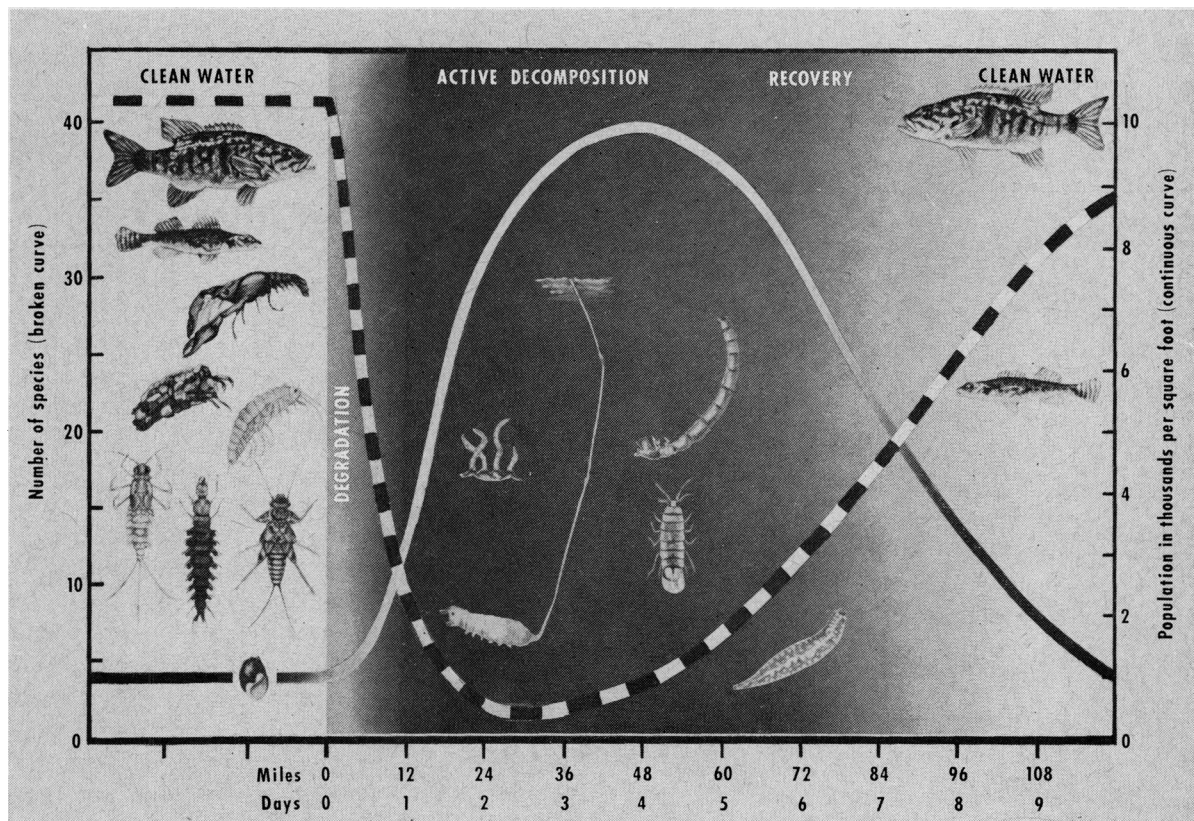 CLEAN WATER
ACTIVE DECOMPOSITION
RECOVERY
CLEAN WATER
DEGRADATION
Number of species (broken curve)
40
30
20
10
0
Population in thousands per square foot (continuous curve)
10
8
6
4
2
0
Miles 0 12 24 36 48 60 72 84 96 108
Days 0 1 2 3 4 5 6 7 8 9